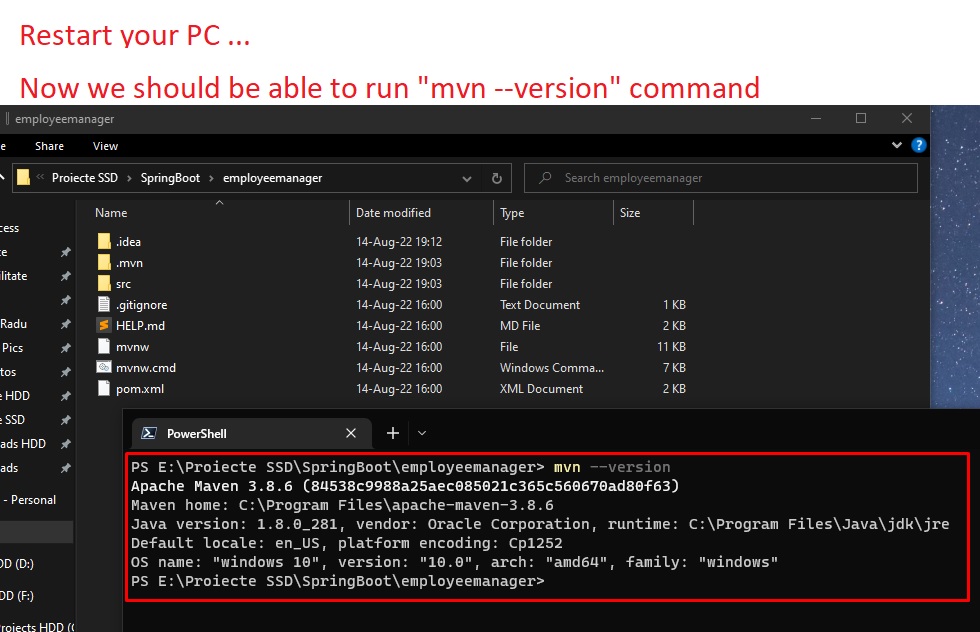 Restart your PC ...
Now we should be able to run "mvn --version" command
employeemanager
Share View
Proiecte SSD › SpringBoot › employeemanager
Search employeemanager
Name Date modified Type Size
.idea 14-Aug-22 19:12 File folder
.mvn 14-Aug-22 19:03 File folder
src 14-Aug-22 19:03 File folder
.gitignore 14-Aug-22 16:00 Text Document 1 KB
HELP.md 14-Aug-22 16:00 MD File 2 KB
mvnw 14-Aug-22 16:00 File 11 KB
mvnw.cmd 14-Aug-22 16:00 Windows Comma... 7 KB
pom.xml 14-Aug-22 16:00 XML Document 2 KB
cess
ce
ilitate
Radu
Pics
tos
e HDD
e SSD
ads HDD
ads
- Personal
DD (D:)
DD (F:)
rojects HDD (
PowerShell
PS E:\Proiecte SSD\SpringBoot\employeemanager> mvn --version
Apache Maven 3.8.6 (84538c9988a25aec085021c365c560670ad80f63)
Maven home: C:\Program Files\apache-maven-3.8.6
Java version: 1.8.0_281, vendor: Oracle Corporation, runtime: C:\Program Files\Java\jdk\jre
Default locale: en_US, platform encoding: Cp1252
OS name: "windows 10", version: "10.0", arch: "amd64", family: "windows"
PS E:\Proiecte SSD\SpringBoot\employeemanager>